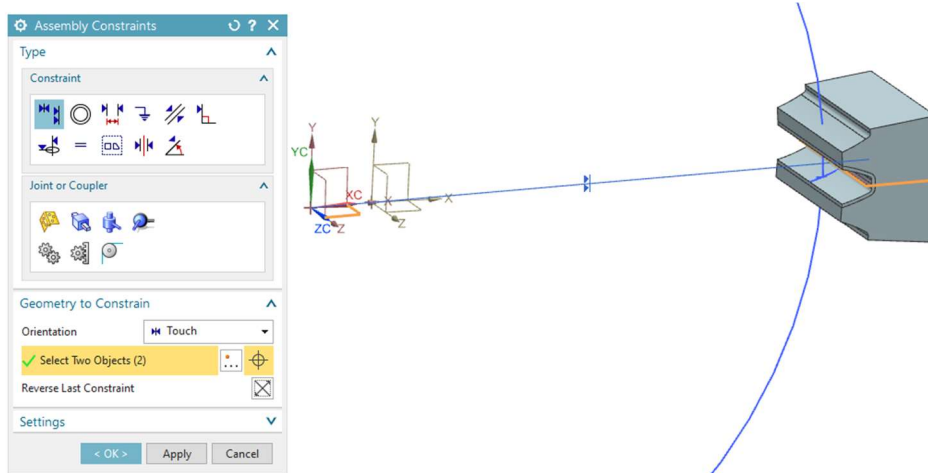 Assembly Constraints
Type
Constraint
Joint or Coupler
Geometry to Constrain
Orientation Touch
Select Two Objects (2)
Reverse Last Constraint
Settings
< OK > Apply Cancel
Y Y
YC
XC X X
ZC Z Z